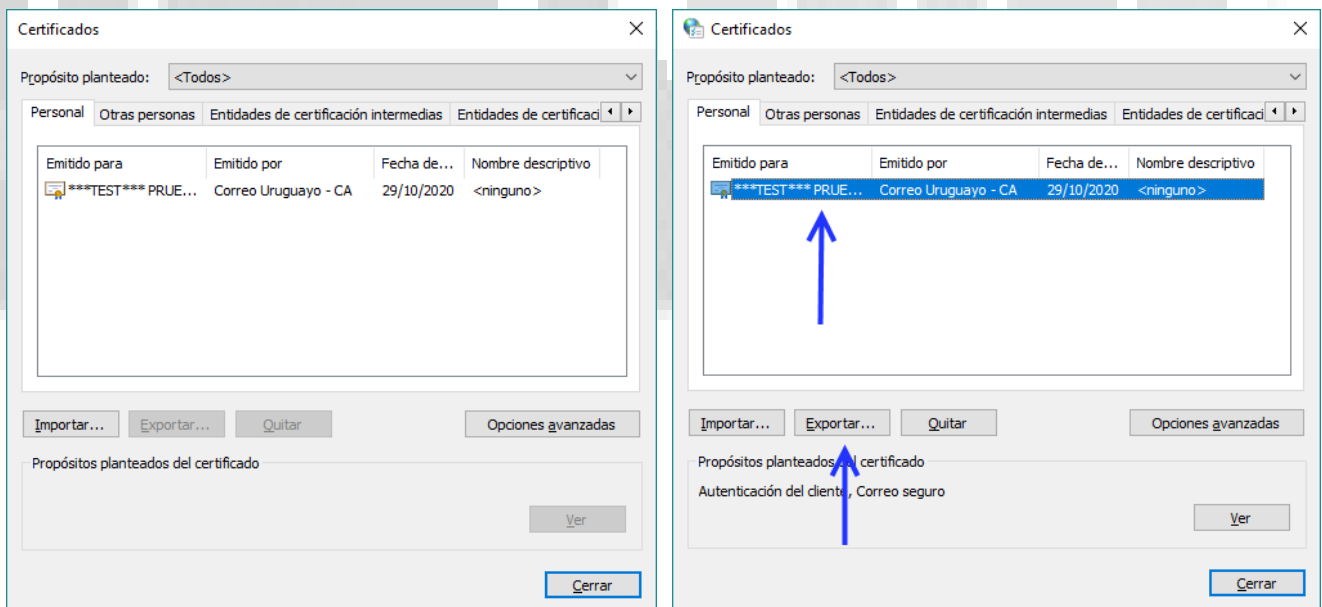 Certificados
Propósito planteado: <Todos>
Personal Otras personas Entidades de certificación intermedias Entidades de certificaci
Emitido para Emitido por Fecha de... Nombre descriptivo
***TEST*** PRUE... Correo Uruguayo - CA 29/10/2020 <ninguno>
Importar... Exportar... Quitar Opciones avanzadas
Propósitos planteados del certificado
Ver
Cerrar
Certificados
Propósito planteado: <Todos>
Personal Otras personas Entidades de certificación intermedias Entidades de certificaci
Emitido para Emitido por Fecha de... Nombre descriptivo
***TEST*** PRUE... Correo Uruguayo - CA 29/10/2020 <ninguno>
Importar... Exportar... Quitar Opciones avanzadas
Propósitos planteados del certificado
Autenticación del cliente, Correo seguro
Ver
Cerrar